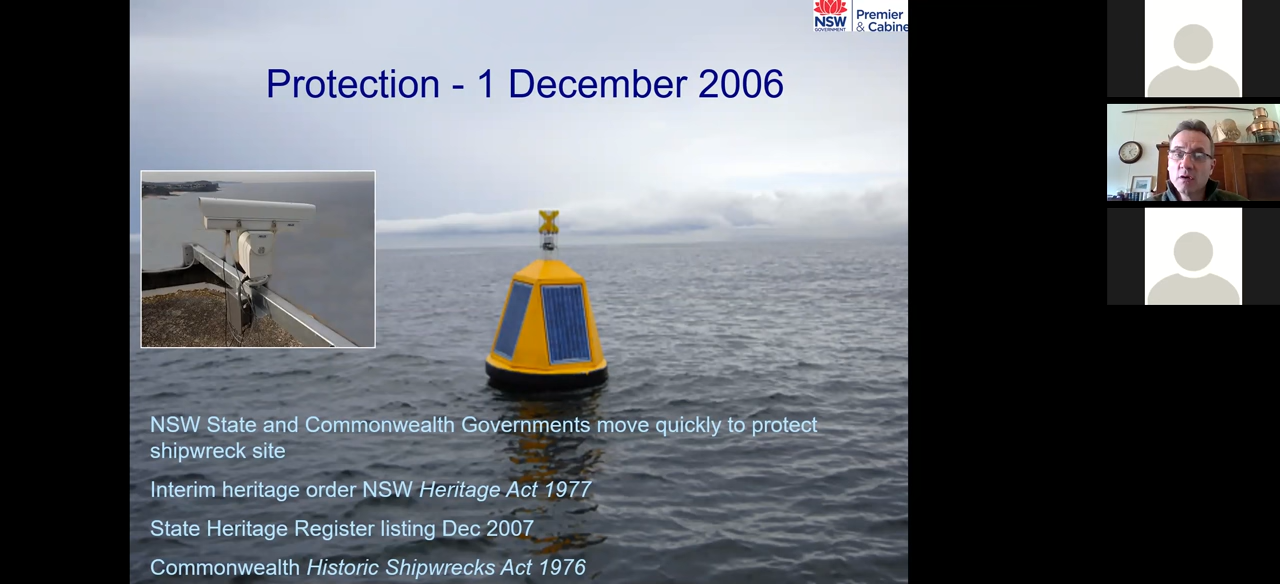 NSW
GOVERNMENT
Premier
& Cabine
Protection - 1 December 2006
NSW State and Commonwealth Governments move quickly to protect
shipwreck site
Interim heritage order NSW Heritage Act 1977
State Heritage Register listing Dec 2007
Commonwealth Historic Shipwrecks Act 1976